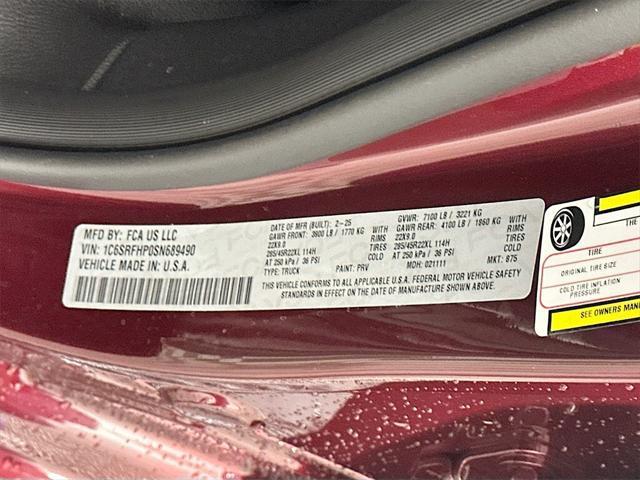 MFD BY: FCA US LLC
VIN: 1C6SRFHP0SN689490
VEHICLE MADE IN U.S.A.
DATE OF MFR (BUILT): 2-25
GAWR FRONT: 3900 LB / 1770 KG WITH
22X9.0 RIMS
285/45R22XL 114H TIRES
AT 250 kPa / 36 PSI
TYPE: TRUCK PAINT: PRV
GVWR: 7100 LB / 3221 KG
GAWR REAR: 4100 LB / 1860 KG WITH
22X9.0 RIMS
285/45R22XL 114H TIRES
AT 250 kPa / 36 PSI
MOH: 021111 MKT: 875
THIS VEHICLE CONFORMS TO ALL APPLICABLE U.S.A. FEDERAL MOTOR VEHICLE SAFETY
STANDARDS IN EFFECT ON THE DATE OF MANUFACTURE SHOWN ABOVE.
THE
TIRE
ORIGINAL TIRE SIZE
COLD TIRE INFLATION
PRESSURE
SEE OWNERS MANU